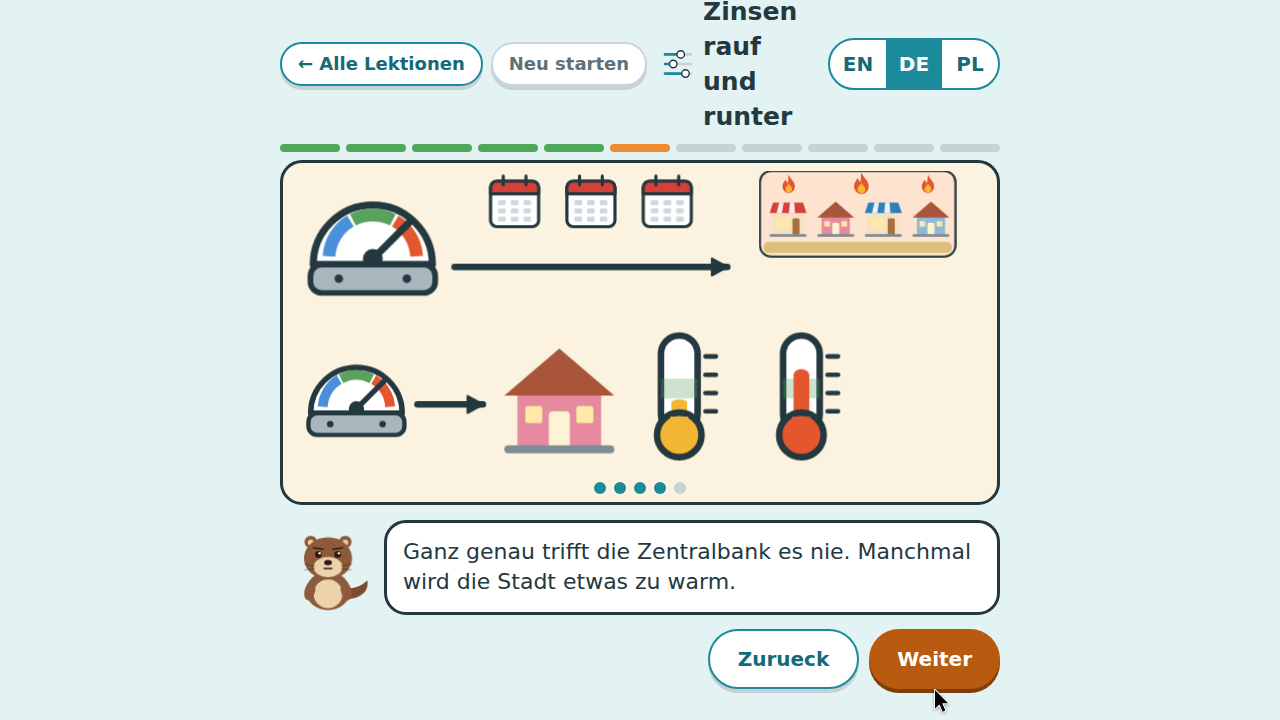 ← Alle Lektionen
Neu starten
Zinsen
rauf
und
runter
EN DE PL
Ganz genau trifft die Zentralbank es nie. Manchmal
wird die Stadt etwas zu warm.
Zurueck
Weiter